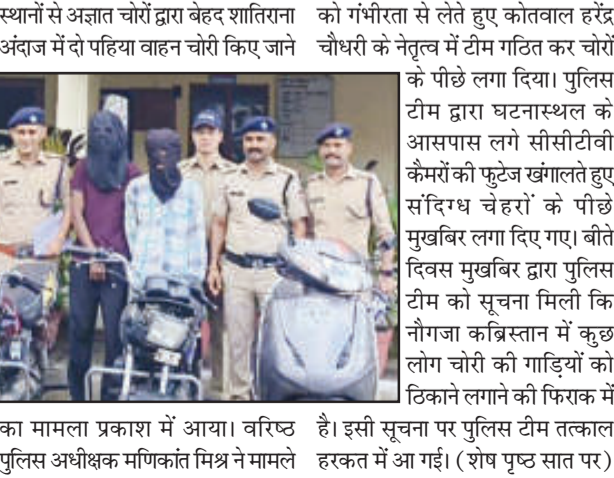 स्थानों से अज्ञात चोरों द्वारा बेहद शातिराना
अंदाज में दो पहिया वाहन चोरी किए जाने
का मामला प्रकाश में आया। वरिष्ठ
पुलिस अधीक्षक मणिकांत मिश्र ने मामले
को गंभीरता से लेते हुए कोतवाल हरेंद्र
चौधरी के नेतृत्व में टीम गठित कर चोरों
के पीछे लगा दिया। पुलिस
टीम द्वारा घटनास्थल के
आसपास लगे सीसीटीवी
कैमरों की फुटेज खंगालते हुए
संदिग्ध चेहरों के पीछे
मुखबिर लगा दिए गए। बीते
दिवस मुखबिर द्वारा पुलिस
टीम को सूचना मिली कि
नौगजा कब्रिस्तान में कुछ
लोग चोरी की गाड़ियों को
ठिकाने लगाने की फिराक में
है। इसी सूचना पर पुलिस टीम तत्काल
हरकत में आ गई। (शेष पृष्ठ सात पर)